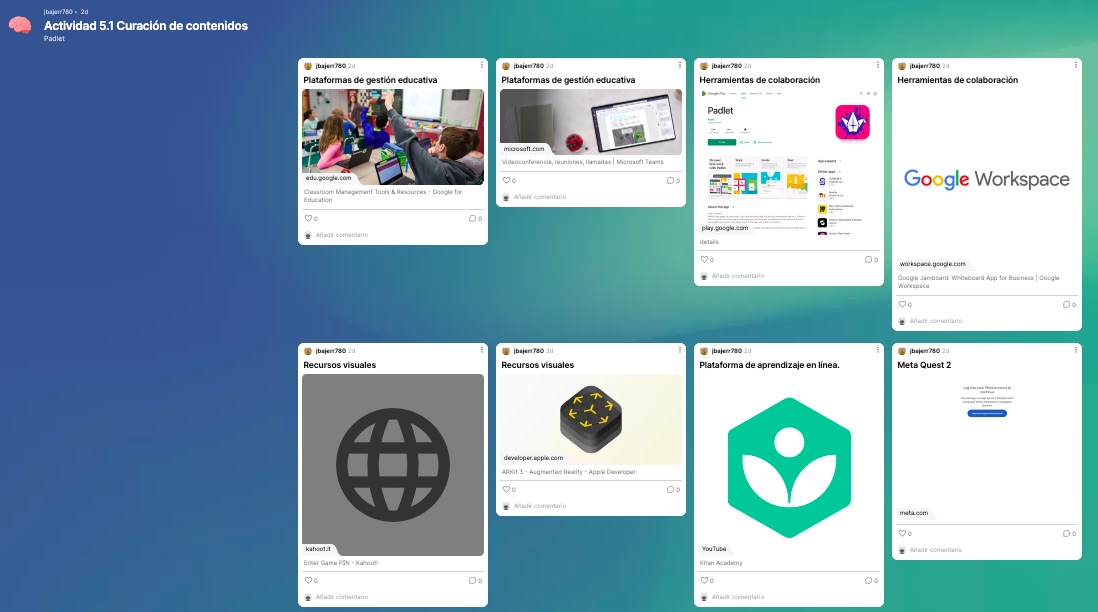 jbajerr780 • 2d
Actividad 5.1 Curación de contenidos
Padlet
jbajerr780 2d
Plataformas de gestión educativa
edu.google.com
Classroom Management Tools & Resources - Google for
Education
0
0
Añadir comentario
jbajerr780 2d
Plataformas de gestión educativa
microsoft.com
Videoconferencia, reuniones, llamadas | Microsoft Teams
0
0
Añadir comentario
jbajerr780 2d
Herramientas de colaboración
Google Play
Padlet
play.google.com
details
0
0
Añadir comentario
jbajerr780 2d
Herramientas de colaboración
Google Workspace
workspace.google.com
Google Jamboard: Whiteboard App for Business | Google
Workspace
0
0
Añadir comentario
jbajerr780 2d
Recursos visuales
kahoot.it
Enter Game PIN - Kahoot!
0
0
Añadir comentario
jbajerr780 2d
Recursos visuales
developer.apple.com
ARKit 3 - Augmented Reality - Apple Developer
0
0
Añadir comentario
jbajerr780 2d
Plataforma de aprendizaje en línea.
YouTube
Khan Academy
0
0
Añadir comentario
jbajerr780 2d
Meta Quest 2
Log into your Meta account to
continue
meta.com
0
0
Añadir comentario